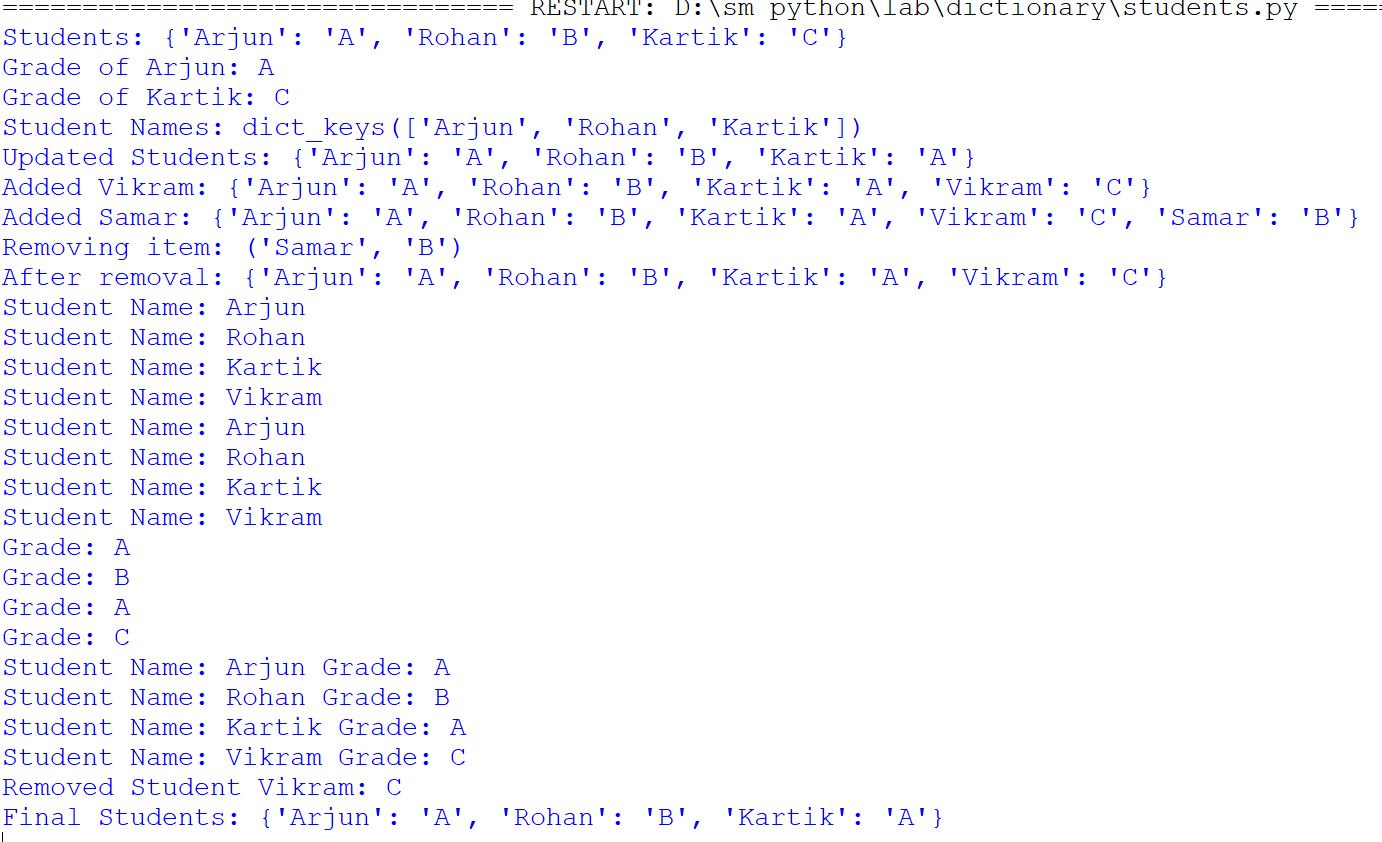 ================================ RESTART: D:\sm python\lab\dictionary\students.py =====
Students: {'Arjun': 'A', 'Rohan': 'B', 'Kartik': 'C'}
Grade of Arjun: A
Grade of Kartik: C
Student Names: dict_keys(['Arjun', 'Rohan', 'Kartik'])
Updated Students: {'Arjun': 'A', 'Rohan': 'B', 'Kartik': 'A'}
Added Vikram: {'Arjun': 'A', 'Rohan': 'B', 'Kartik': 'A', 'Vikram': 'C'}
Added Samar: {'Arjun': 'A', 'Rohan': 'B', 'Kartik': 'A', 'Vikram': 'C', 'Samar': 'B'}
Removing item: ('Samar', 'B')
After removal: {'Arjun': 'A', 'Rohan': 'B', 'Kartik': 'A', 'Vikram': 'C'}
Student Name: Arjun
Student Name: Rohan
Student Name: Kartik
Student Name: Vikram
Student Name: Arjun
Student Name: Rohan
Student Name: Kartik
Student Name: Vikram
Grade: A
Grade: B
Grade: A
Grade: C
Student Name: Arjun Grade: A
Student Name: Rohan Grade: B
Student Name: Kartik Grade: A
Student Name: Vikram Grade: C
Removed Student Vikram: C
Final Students: {'Arjun': 'A', 'Rohan': 'B', 'Kartik': 'A'}